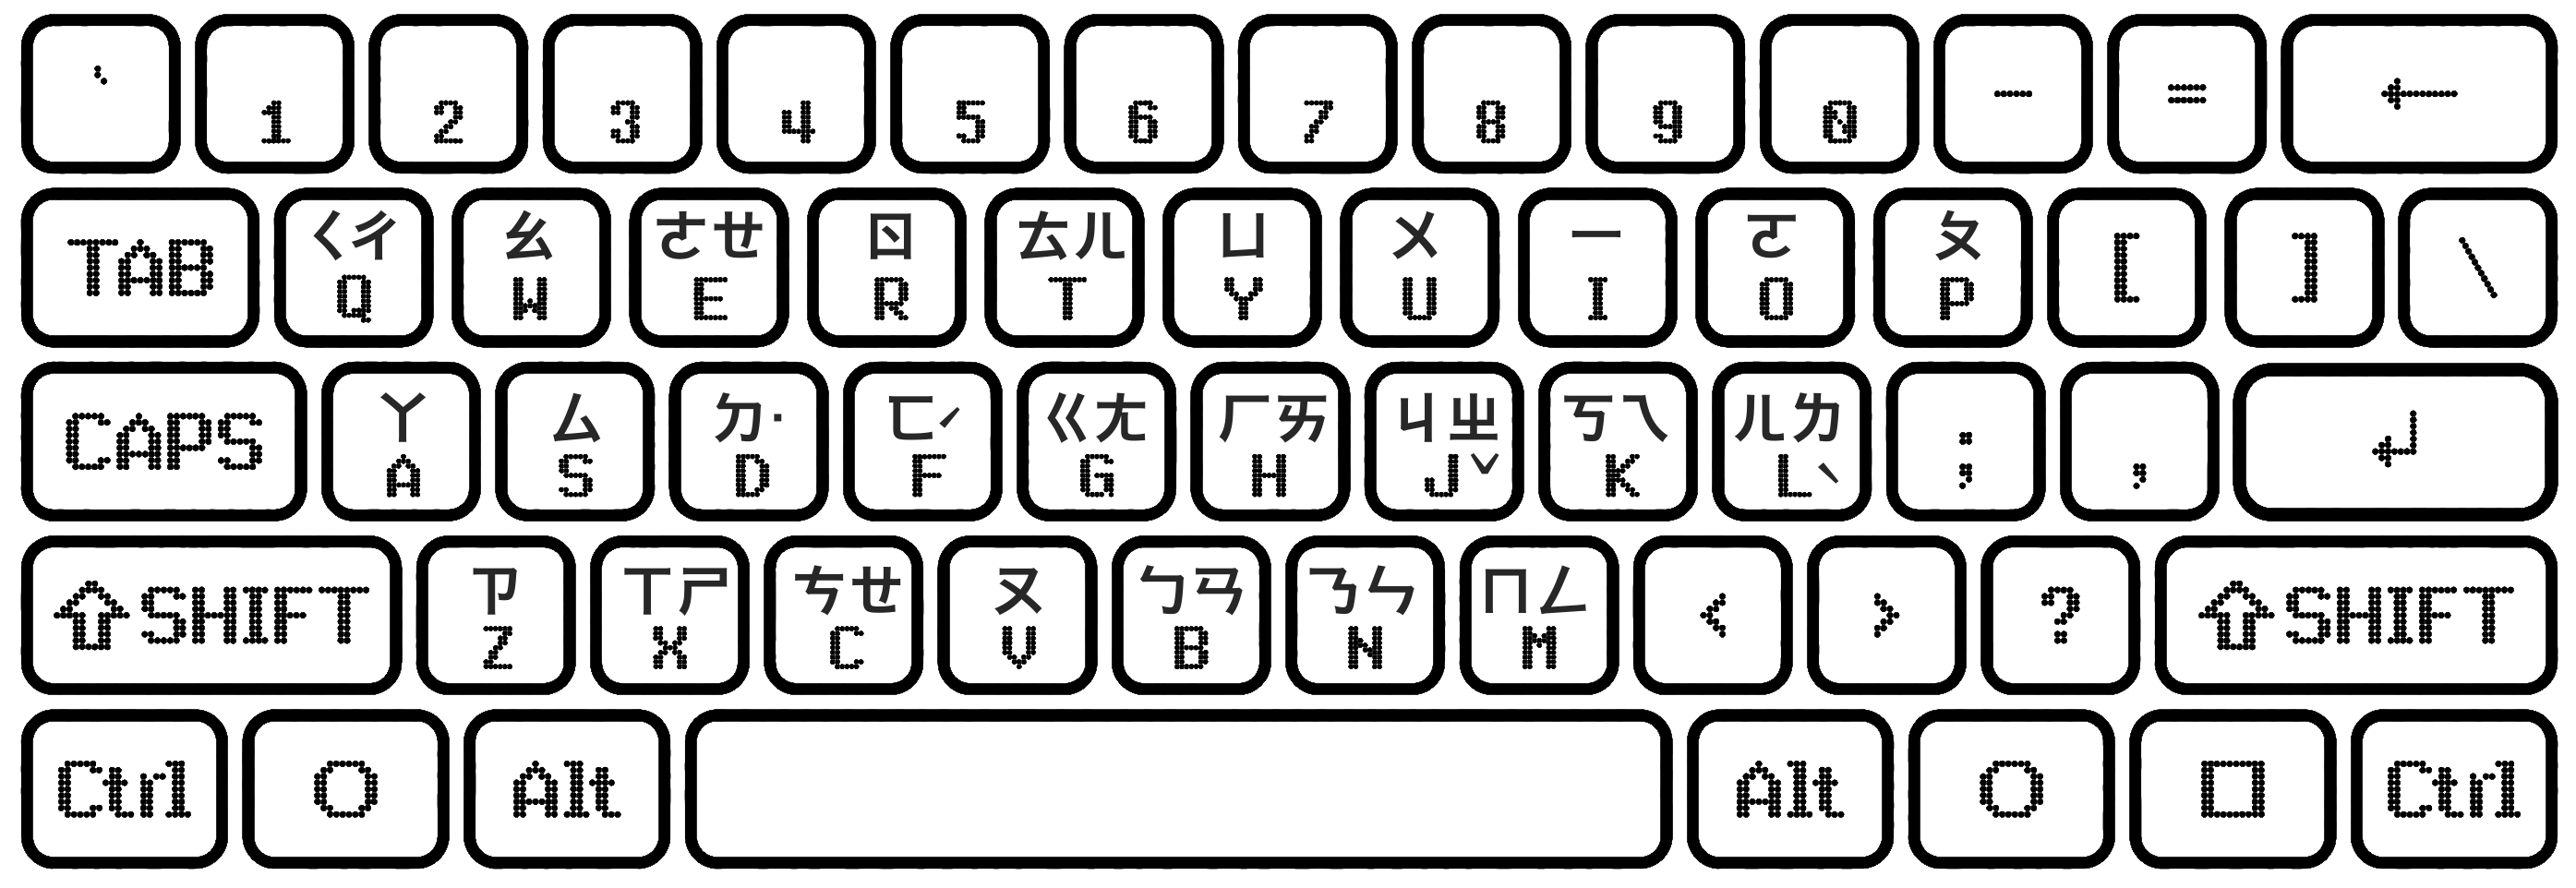 ` 1 2 3 4 5 6 7 8 9 0 - = ←
TAB ㄑㄔ ㄠ ㄜㄝ ㄖ ㄊㄦ ㄩ ㄨ 一 ㄛ ㄆ [ ] \
Q W E R T Y U I O P
CAPS ㄚ ㄙ ㄉ˙ ㄈˊ ㄍㄤ ㄏㄞ ㄐㄓ ㄎㄟ ㄦㄌ ; , ↲
A S D F G H Jˇ K Lˋ
⇧SHIFT ㄗ ㄒㄕ ㄘㄝ ㄡ ㄅㄢ ㄋㄣ ㄇㄥ < > ? ⇧SHIFT
Z X C V B N M
Ctrl O Alt Alt O □ Ctrl